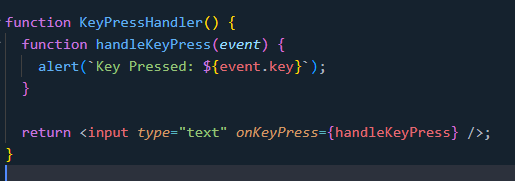 function KeyPressHandler() {
  function handleKeyPress(event) {
    alert(`Key Pressed: ${event.key}`);
  }

  return <input type="text" onKeyPress={handleKeyPress} />;
}